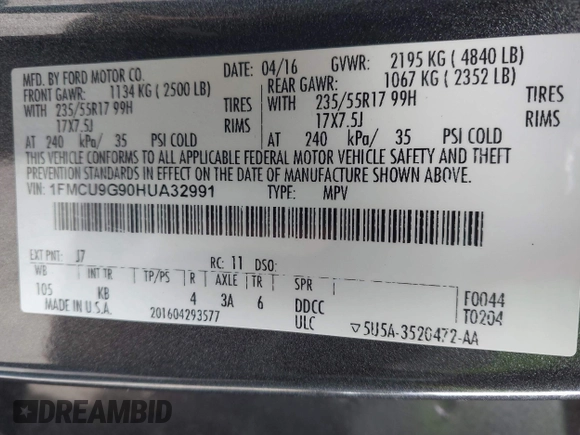 MFD. BY FORD MOTOR CO. DATE: 04/16 GVWR: 2195 KG ( 4840 LB)
FRONT GAWR: 1134 KG ( 2500 LB) REAR GAWR: 1067 KG ( 2352 LB)
WITH 235/55R17 99H TIRES WITH 235/55R17 99H TIRES
17X7.5J RIMS 17X7.5J RIMS
AT 240 kPa/ 35 PSI COLD AT 240 kPa/ 35 PSI COLD
THIS VEHICLE CONFORMS TO ALL APPLICABLE FEDERAL MOTOR VEHICLE SAFETY AND THEFT
PREVENTION STANDARDS IN EFFECT ON THE DATE OF MANUFACTURE SHOWN ABOVE.
VIN: 1FMCU9G90HUA32991 TYPE: MPV
EXT PNT: J7 RC: 11 DSO:
WB INT TR TP/PS R AXLE TR SPR F0044
105 KB 4 3A 6 DDCC T0204
MADE IN U.S.A. 201604293577 ULC ▽5U5A-3520472-AA
DREAMBID